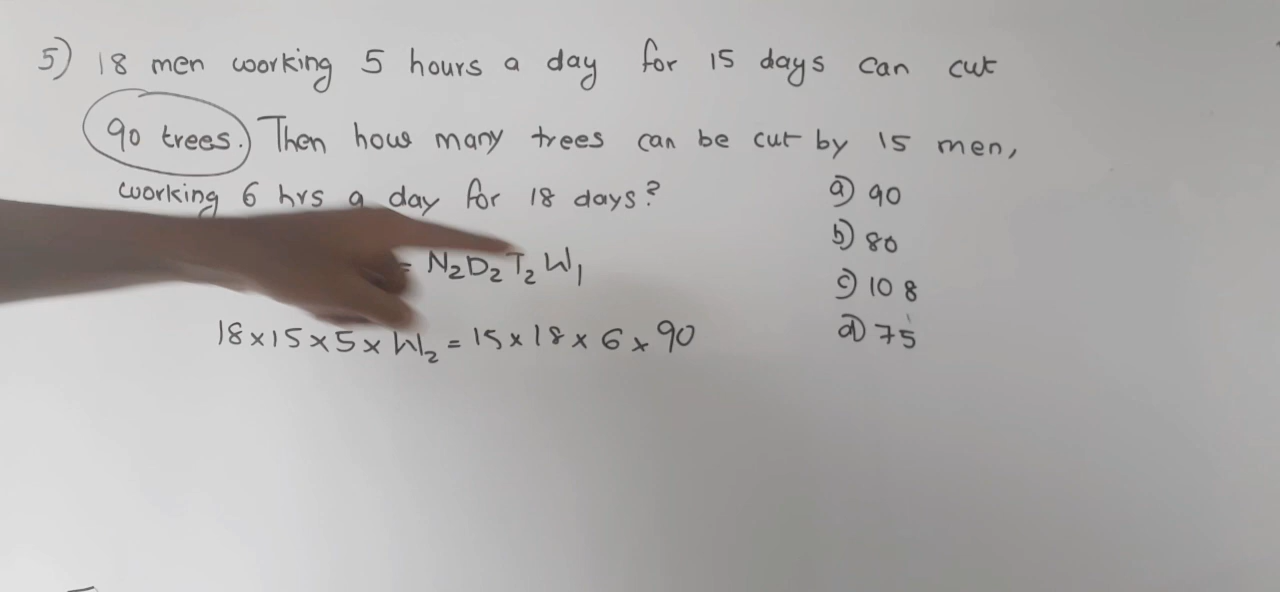 5) 18 men working 5 hours a day for 15 days can cut
90 trees. Then how many trees can be cut by 15 men,
working 6 hrs a day for 18 days?
a) 90
b) 80
c) 108
d) 75
= N₂D₂T₂W₁
18×15×5×W₂ = 15×18×6×90